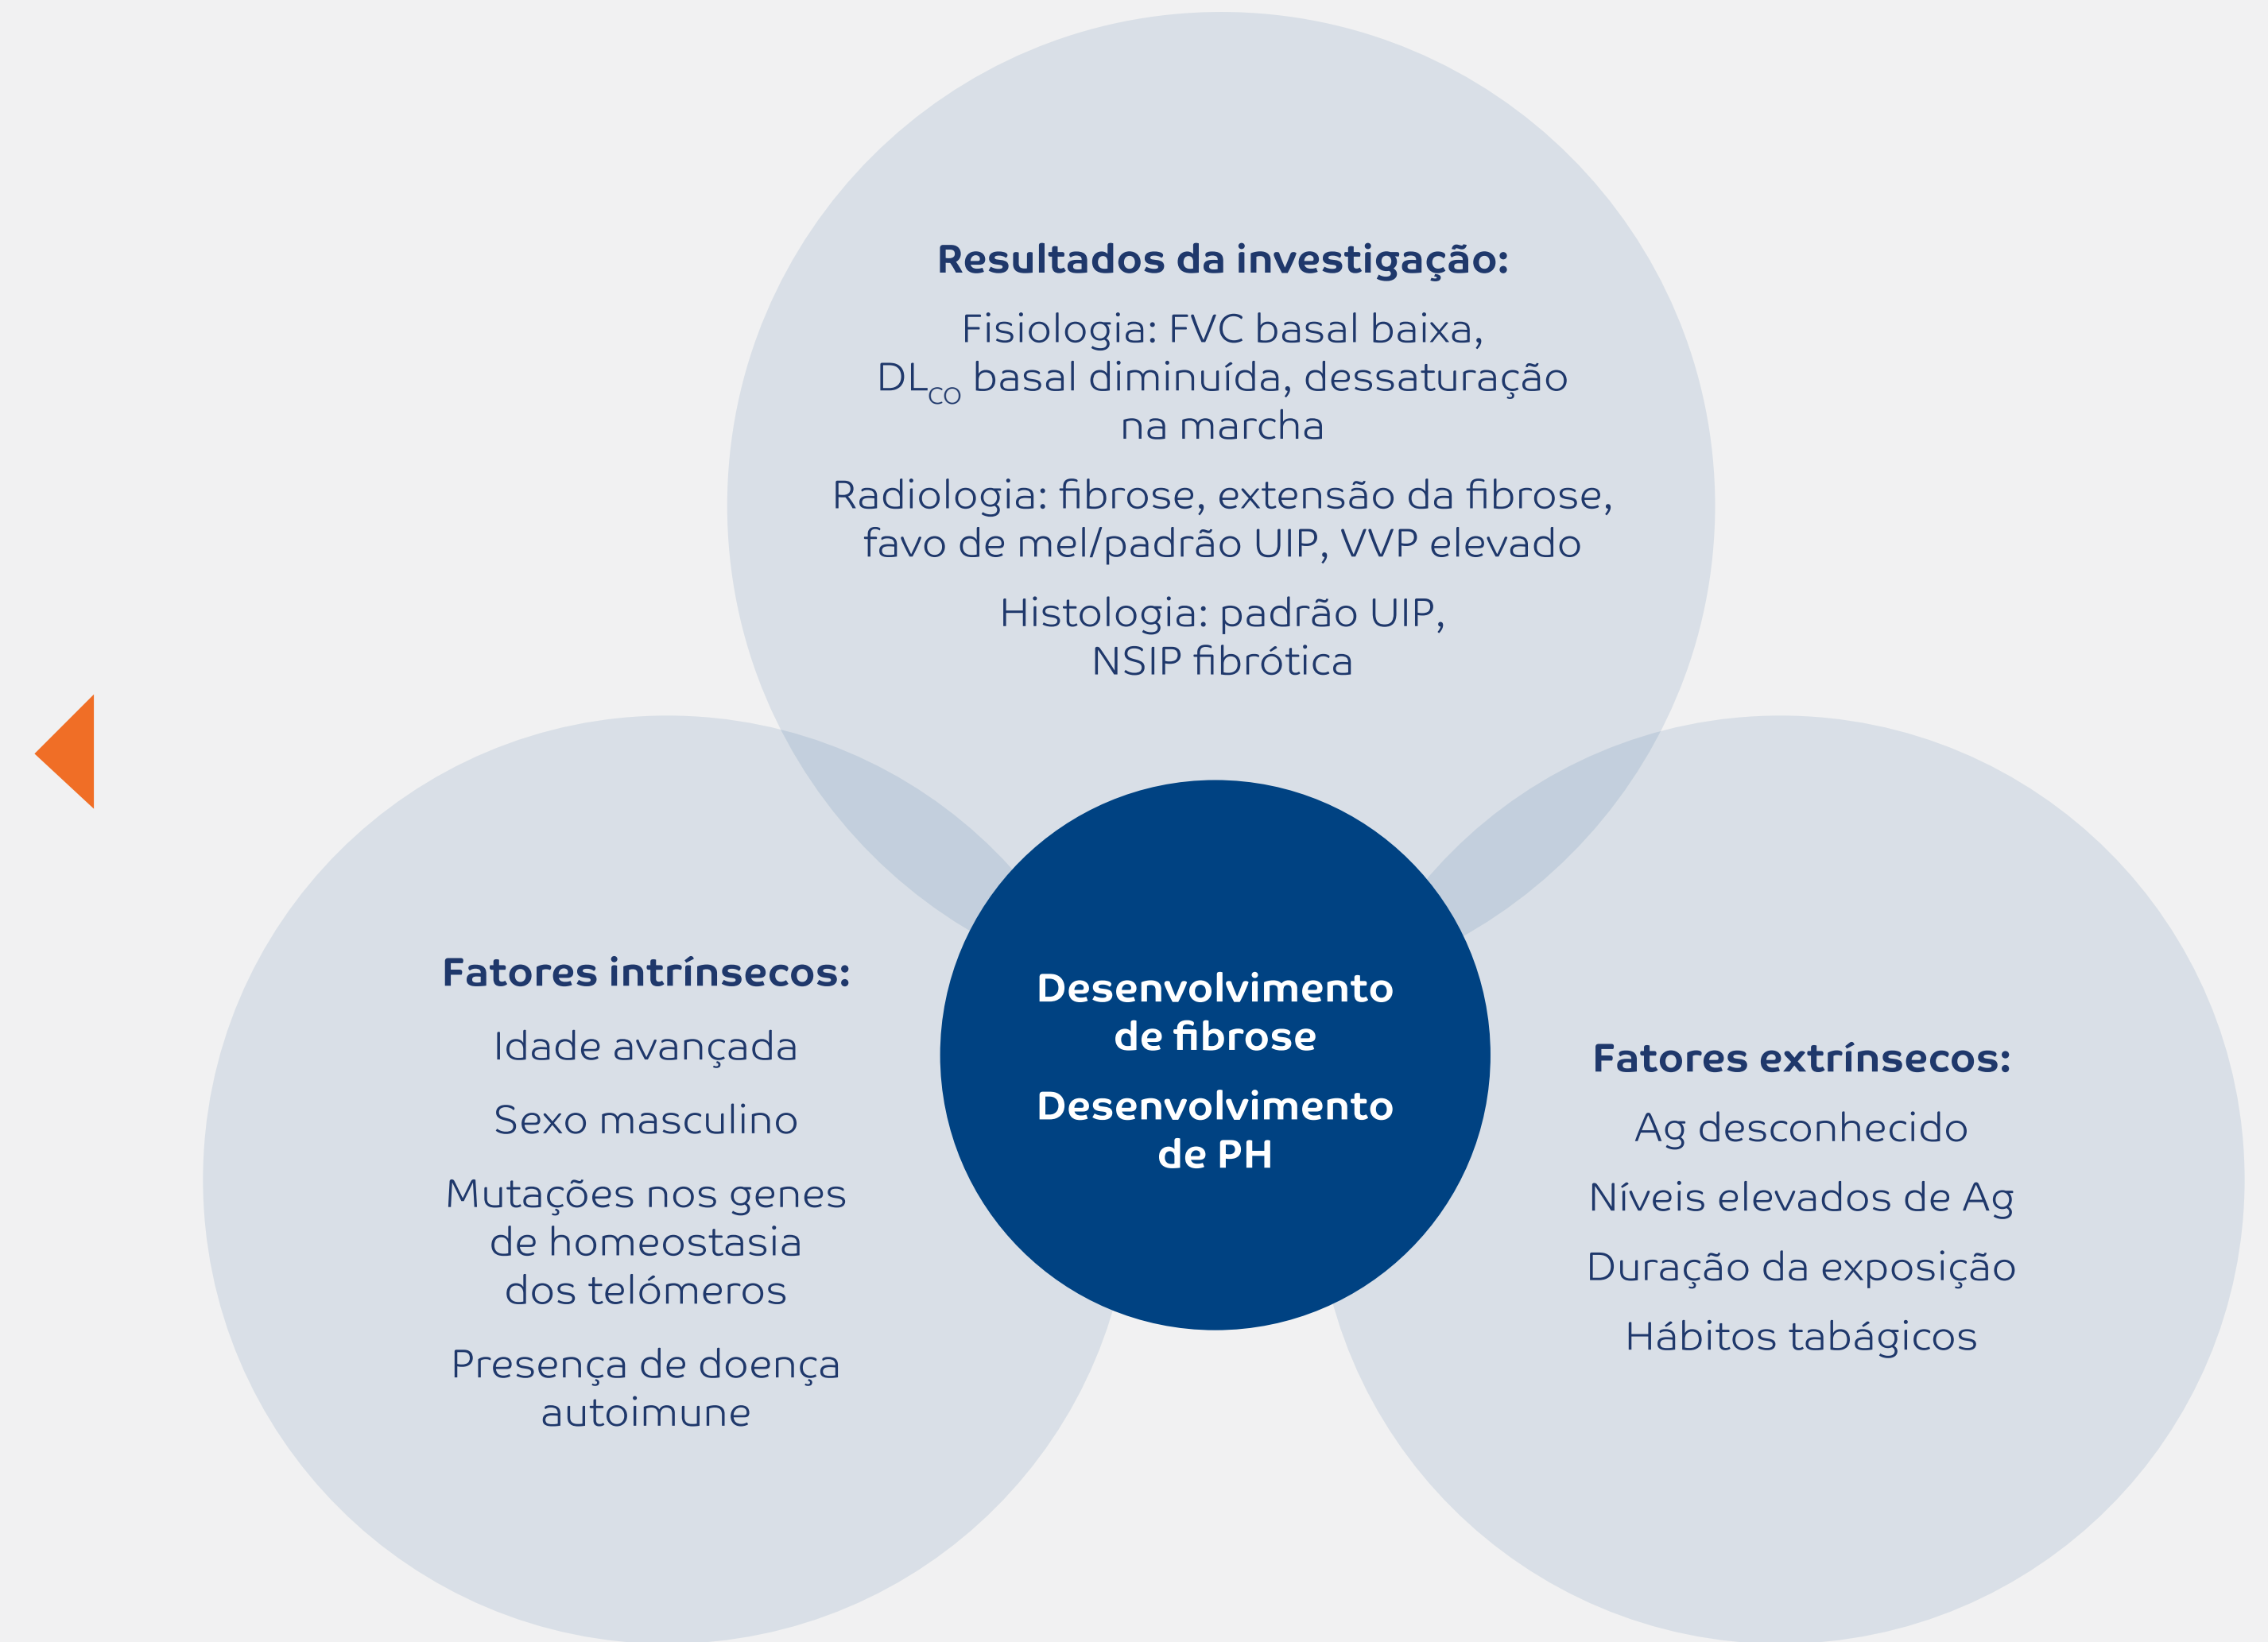 Resultados da investigação:
Fisiologia: FVC basal baixa,
DLCO basal diminuída, dessaturação
na marcha
Radiologia: fibrose, extensão da fibrose,
favo de mel/padrão UIP, VVP elevado
Histologia: padrão UIP,
NSIP fibrótica
Fatores intrínsecos:
Idade avançada
Sexo masculino
Mutações nos genes
de homeostasia
dos telómeros
Presença de doença
autoimune
Desenvolvimento
de fibrose
Desenvolvimento
de PH
Fatores extrínsecos:
Ag desconhecido
Níveis elevados de Ag
Duração da exposição
Hábitos tabágicos